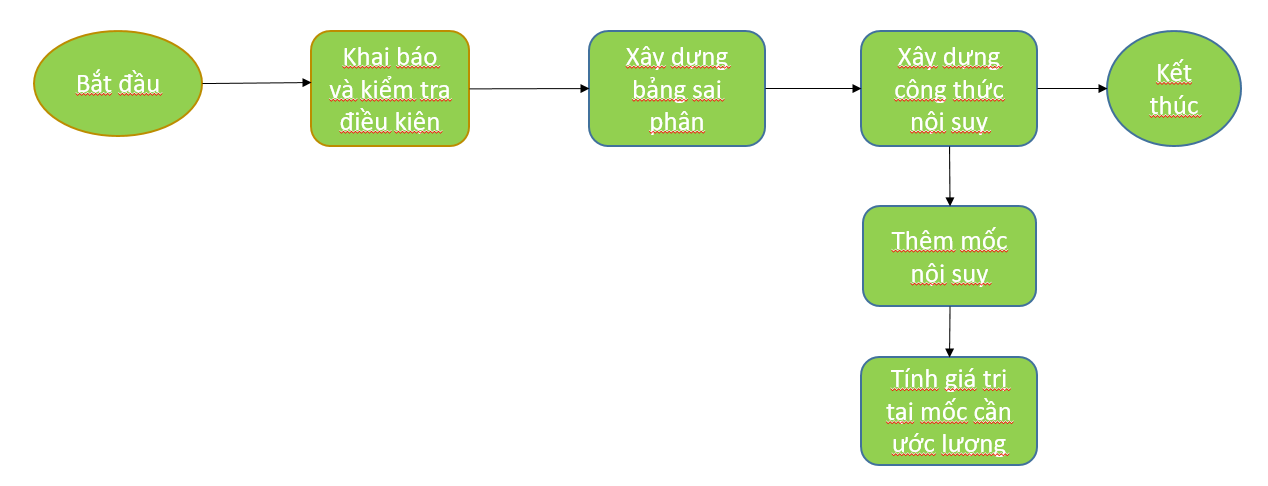 Bắt đầu
Khai báo
và kiểm tra
điều kiện
Xây dựng
bảng sai
phân
Xây dưng
công thức
nội suy
Kết
thúc
Thêm mốc
nội suy
Tính giá trị
tại mốc cần
ước lượng